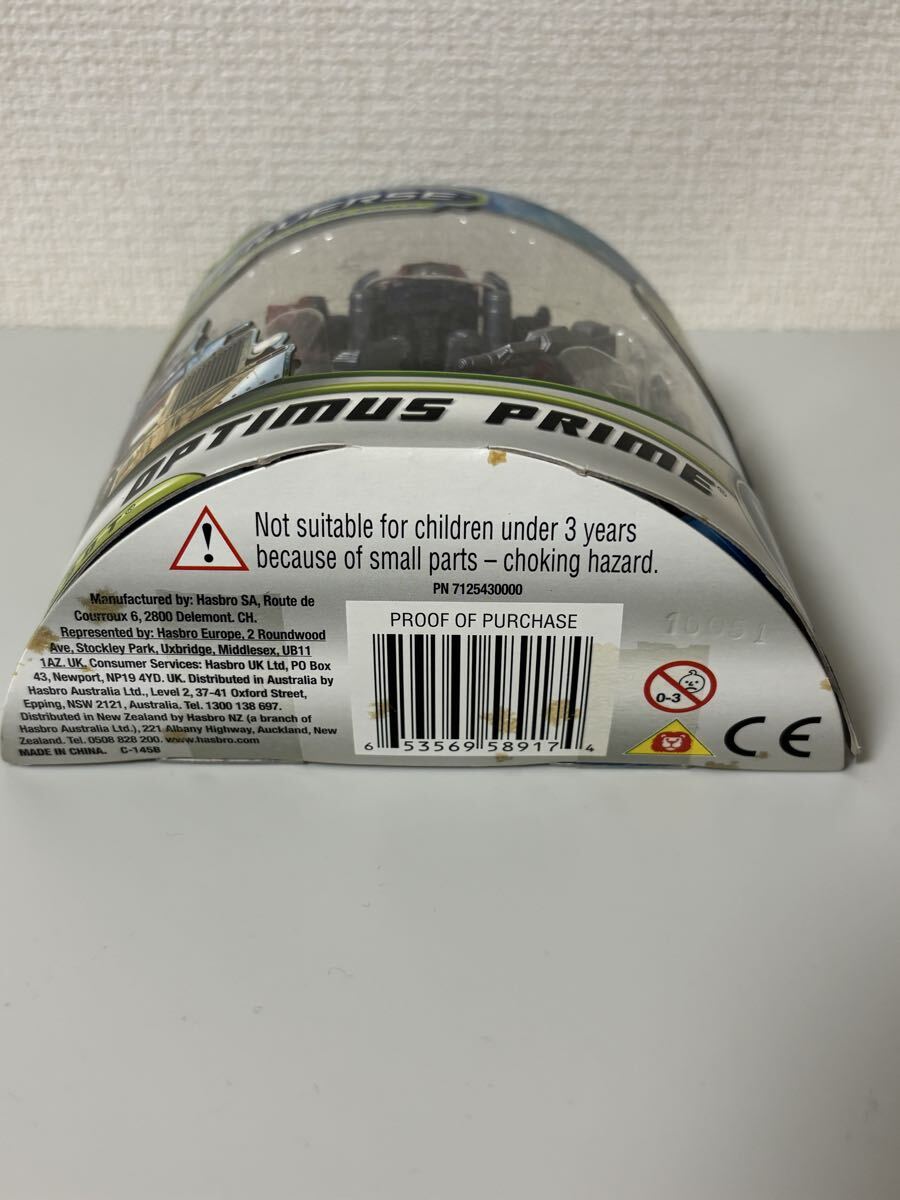 IVERSE
OPTIMUS PRIME®
Not suitable for children under 3 years
because of small parts – choking hazard.
PN 7125430000
Manufactured by: Hasbro SA, Route de
Courroux 6, 2800 Delemont. CH.
Represented by: Hasbro Europe, 2 Roundwood
Ave, Stockley Park, Uxbridge, Middlesex, UB11
1AZ. UK. Consumer Services: Hasbro UK Ltd, PO Box
43, Newport, NP19 4YD. UK. Distributed in Australia by
Hasbro Australia Ltd., Level 2, 37-41 Oxford Street,
Epping, NSW 2121, Australia. Tel. 1300 138 697.
Distributed in New Zealand by Hasbro NZ (a branch of
Hasbro Australia Ltd.), 221 Albany Highway, Auckland, New
Zealand. Tel. 0508 828 200. www.hasbro.com
MADE IN CHINA. C-145B
PROOF OF PURCHASE
6 53569 58917 4
10051
0-3
CE